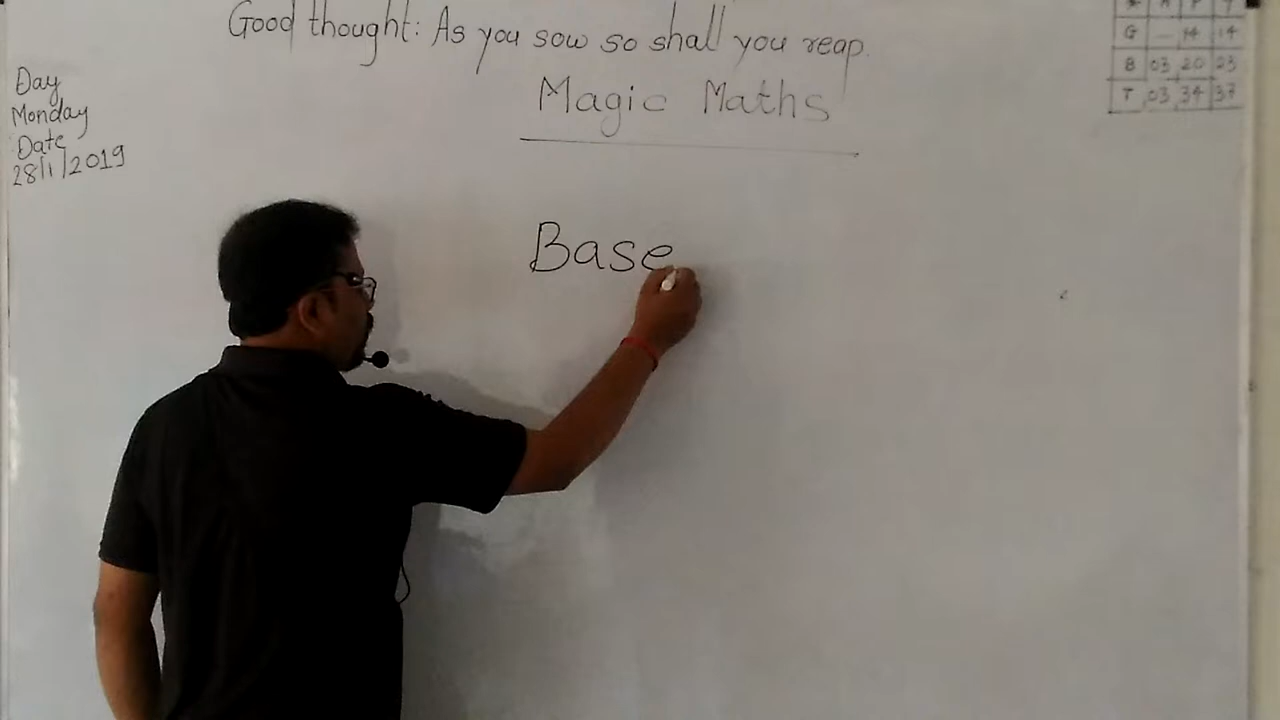 Good thought: As you sow so shall you reap.
Magic Maths
Day
Monday
Date
28/1/2019
Base
A P T
G — 14 14
B 03 20 23
T 03 34 37